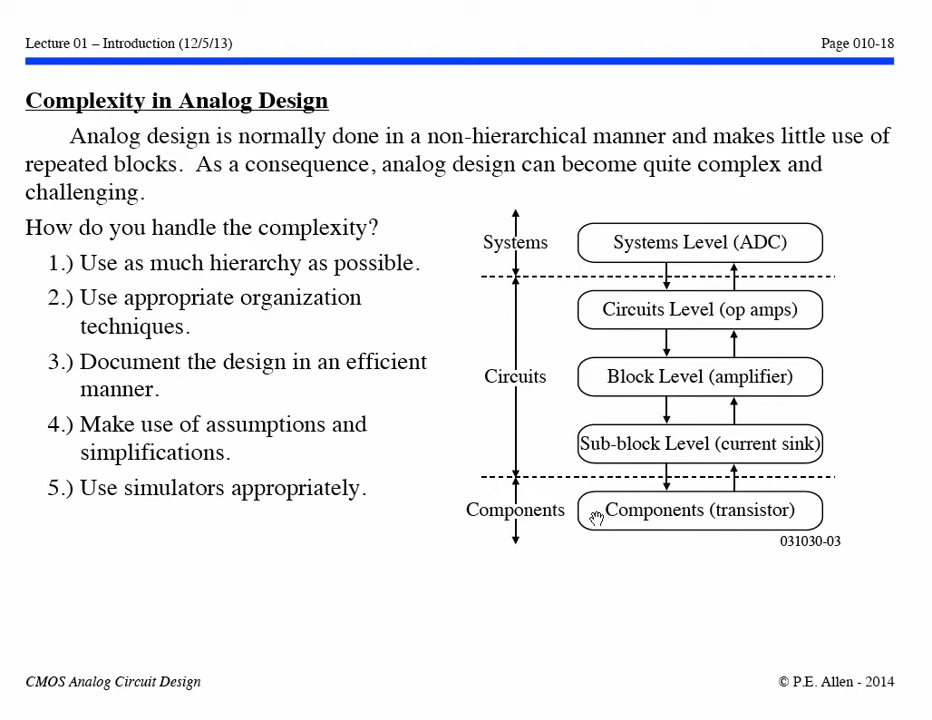 Lecture 01 – Introduction (12/5/13) Page 010-18
Complexity in Analog Design
Analog design is normally done in a non-hierarchical manner and makes little use of
repeated blocks. As a consequence, analog design can become quite complex and
challenging.
How do you handle the complexity?
1.) Use as much hierarchy as possible.
2.) Use appropriate organization
techniques.
3.) Document the design in an efficient
manner.
4.) Make use of assumptions and
simplifications.
5.) Use simulators appropriately.
Systems
Systems Level (ADC)
Circuits Level (op amps)
Circuits
Block Level (amplifier)
Sub-block Level (current sink)
Components
Components (transistor)
031030-03
CMOS Analog Circuit Design © P.E. Allen - 2014